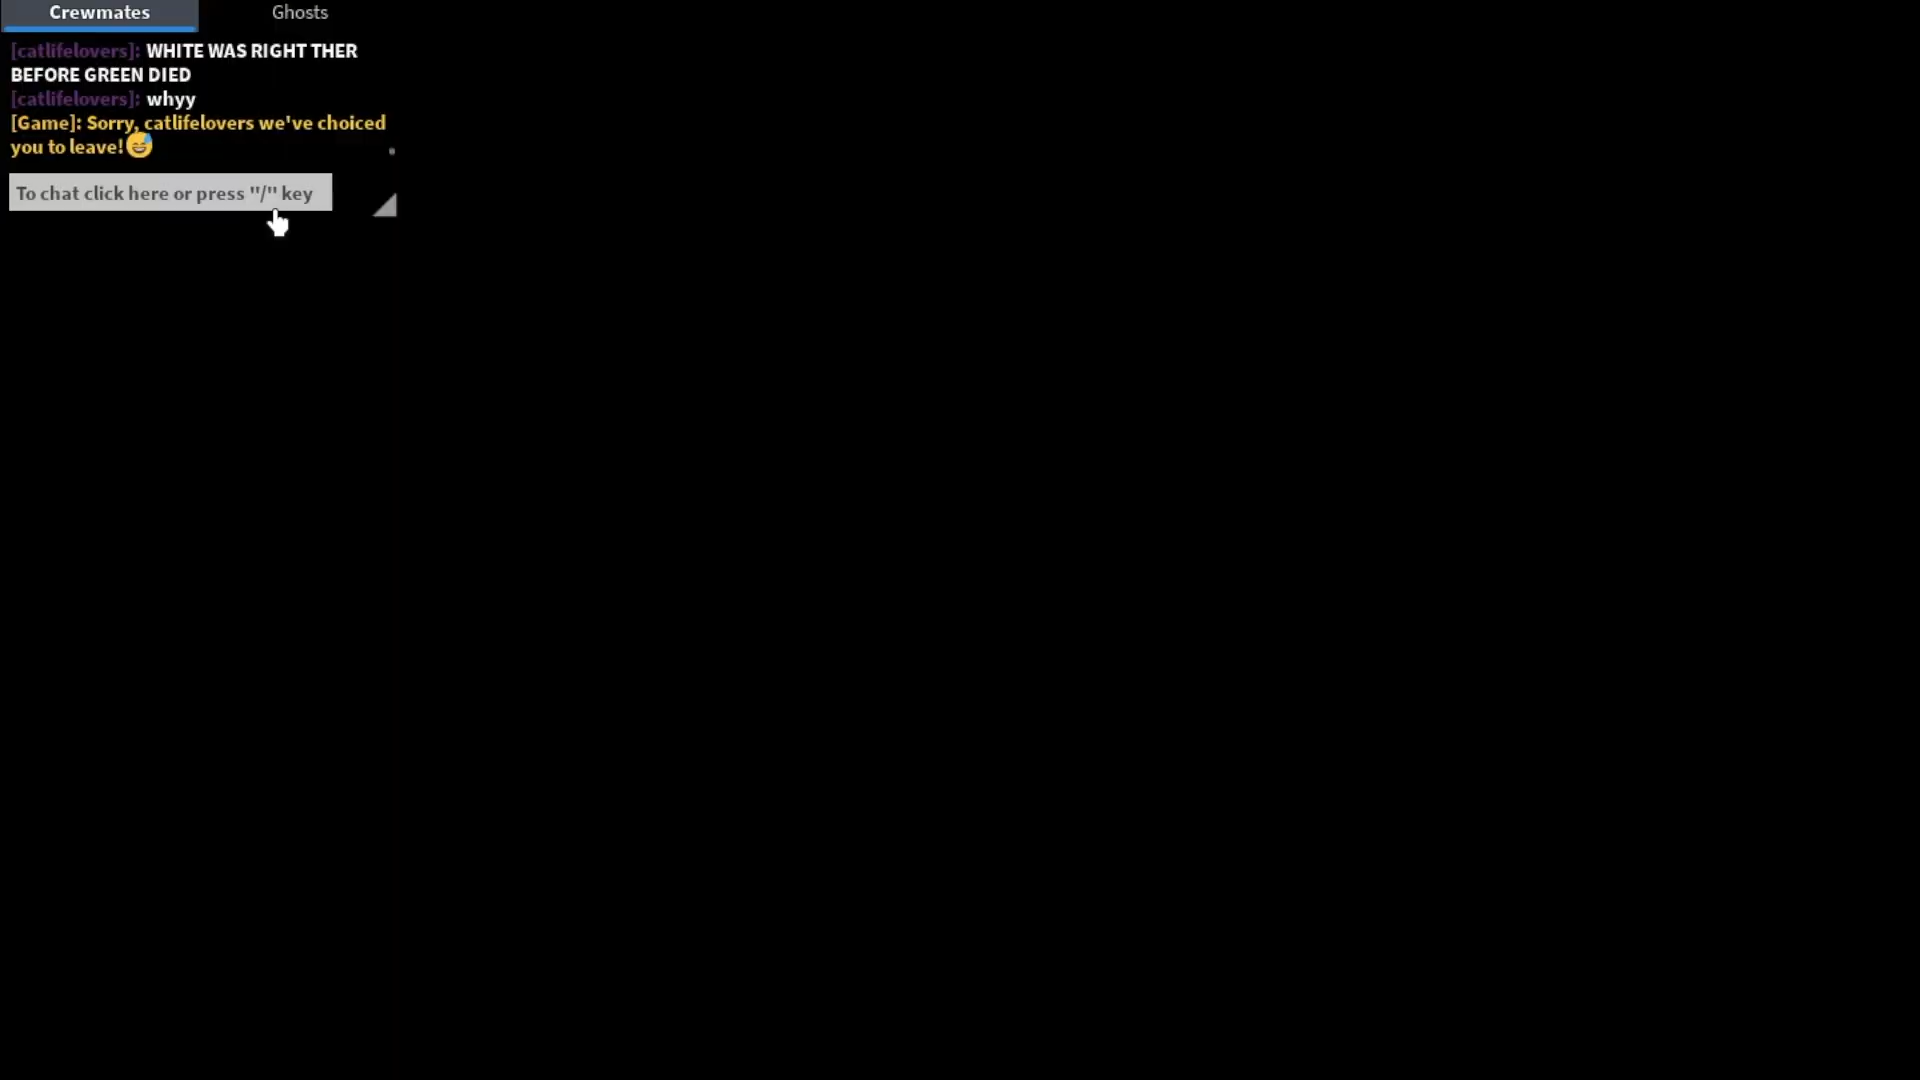 Crewmates Ghosts
[catlifelovers]: WHITE WAS RIGHT THER
BEFORE GREEN DIED
[catlifelovers]: whyy
[Game]: Sorry, catlifelovers we've choiced
you to leave!😅
To chat click here or press "/" key